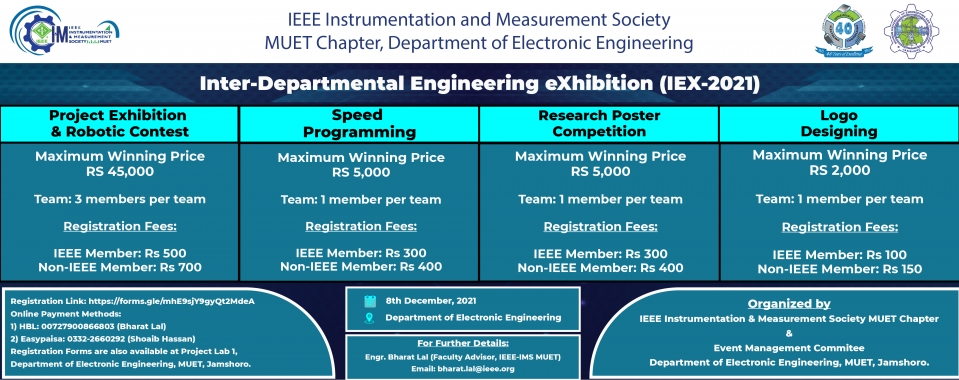 IEEE
INSTRUMENTATION
& MEASUREMENT
SOCIETY MUET
IM
IEEE
IEEE Instrumentation and Measurement Society
MUET Chapter, Department of Electronic Engineering
40
Inter-Departmental Engineering eXhibition (IEX-2021)
Project Exhibition
& Robotic Contest
Maximum Winning Price
RS 45,000
Team: 3 members per team
Registration Fees:
IEEE Member: Rs 500
Non-IEEE Member: Rs 700
Speed
Programming
Maximum Winning Price
RS 5,000
Team: 1 member per team
Registration Fees:
IEEE Member: Rs 300
Non-IEEE Member: Rs 400
Research Poster
Competition
Maximum Winning Price
RS 5,000
Team: 1 member per team
Registration Fees:
IEEE Member: Rs 300
Non-IEEE Member: Rs 400
Logo
Designing
Maximum Winning Price
RS 2,000
Team: 1 member per team
Registration Fees:
IEEE Member: Rs 100
Non-IEEE Member: Rs 150
Registration Link: https://forms.gle/mhE9sjY9gyQt2MdeA
Online Payment Methods:
1) HBL: 00727900866803 (Bharat Lal)
2) Easypaisa: 0332-2660292 (Shoaib Hassan)
Registration Forms are also available at Project Lab 1,
Department of Electronic Engineering, MUET, Jamshoro.
8th December, 2021
Department of Electronic Engineering
For Further Details:
Engr. Bharat Lal (Faculty Advisor, IEEE-IMS MUET)
Email: bharat.lal@ieee.org
Organized by
IEEE Instrumentation & Measurement Society MUET Chapter
&
Event Management Commitee
Department of Electronic Engineering, MUET, Jamshoro.